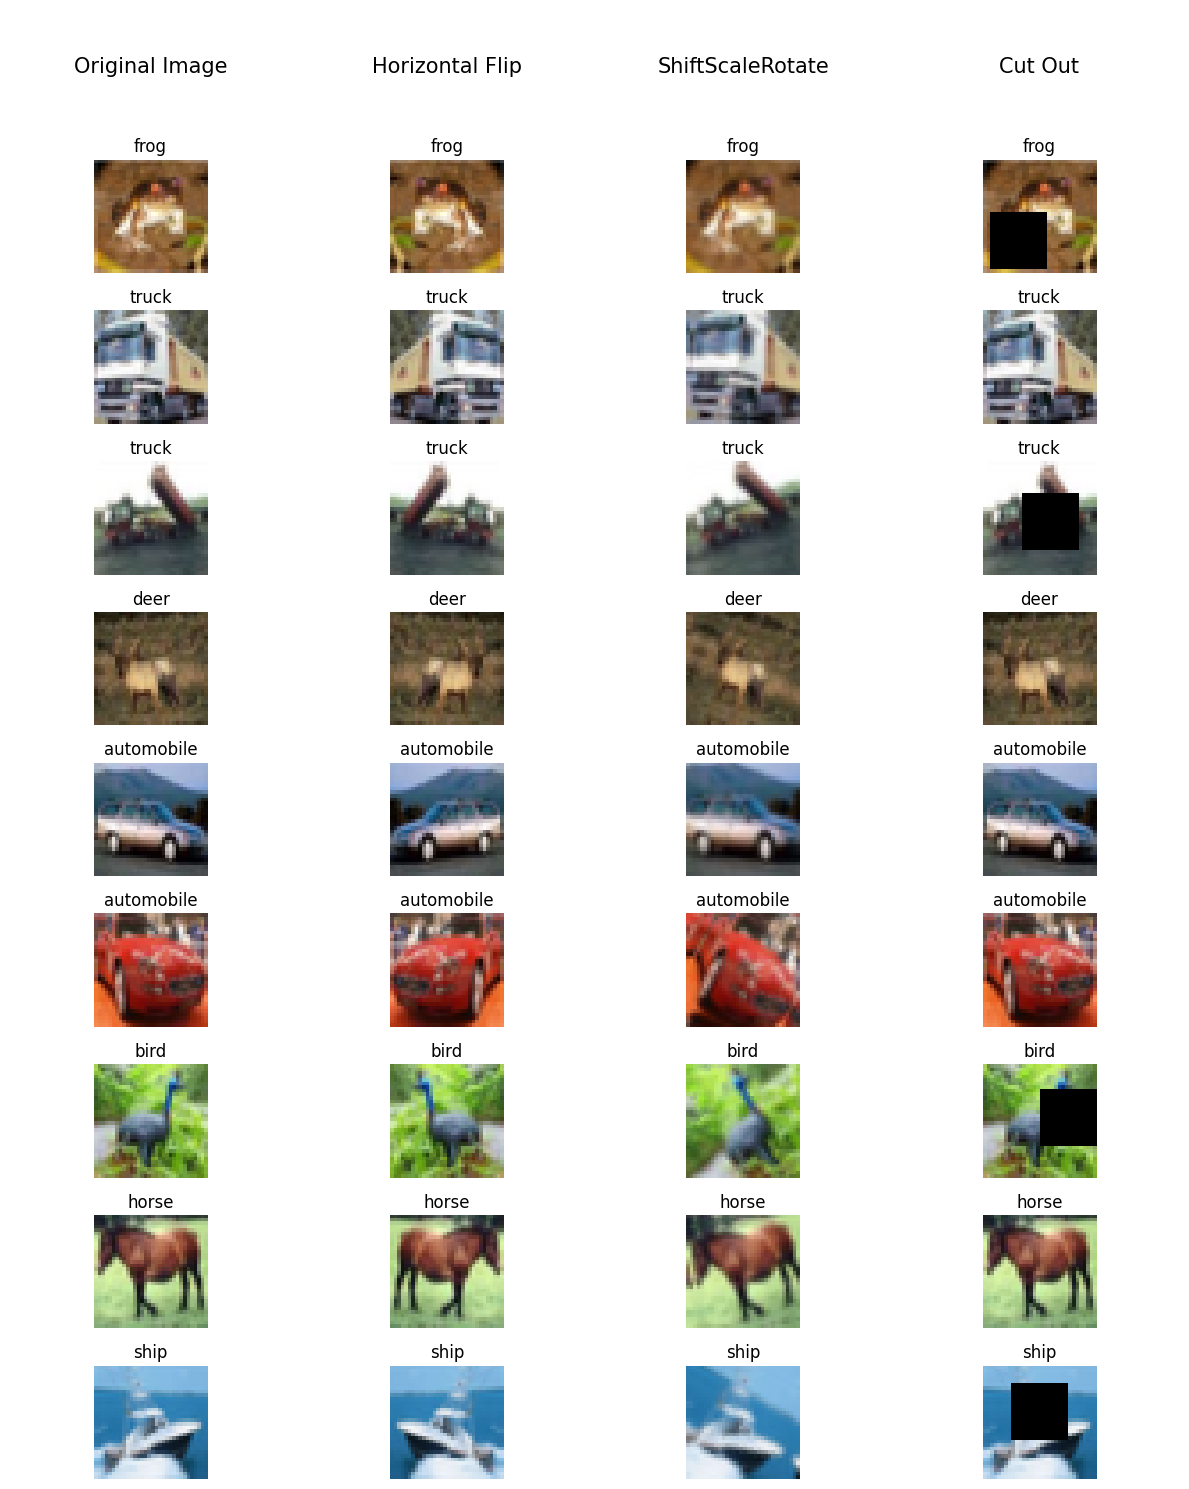 Original Image Horizontal Flip ShiftScaleRotate Cut Out
frog frog frog frog
truck truck truck truck
truck truck truck truck
deer deer deer deer
automobile automobile automobile automobile
automobile automobile automobile automobile
bird bird bird bird
horse horse horse horse
ship ship ship ship